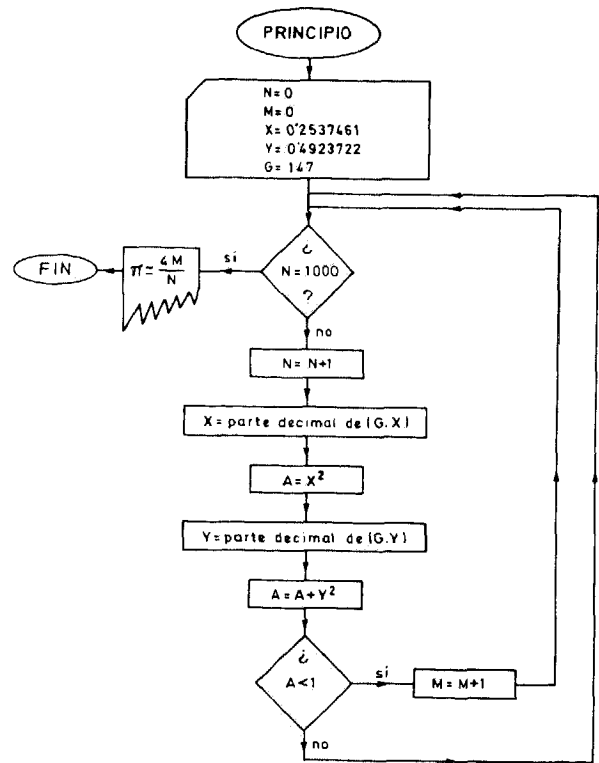 PRINCIPIO
N=0
M=0
X=0'2537461
Y=0'4923722
G=147
¿
N=1000
?
si
π≃4M/N
FIN
no
N=N+1
X=parte decimal de (G.X)
A=X²
Y=parte decimal de (G.Y)
A=A+Y²
¿
A<1
si
M=M+1
no